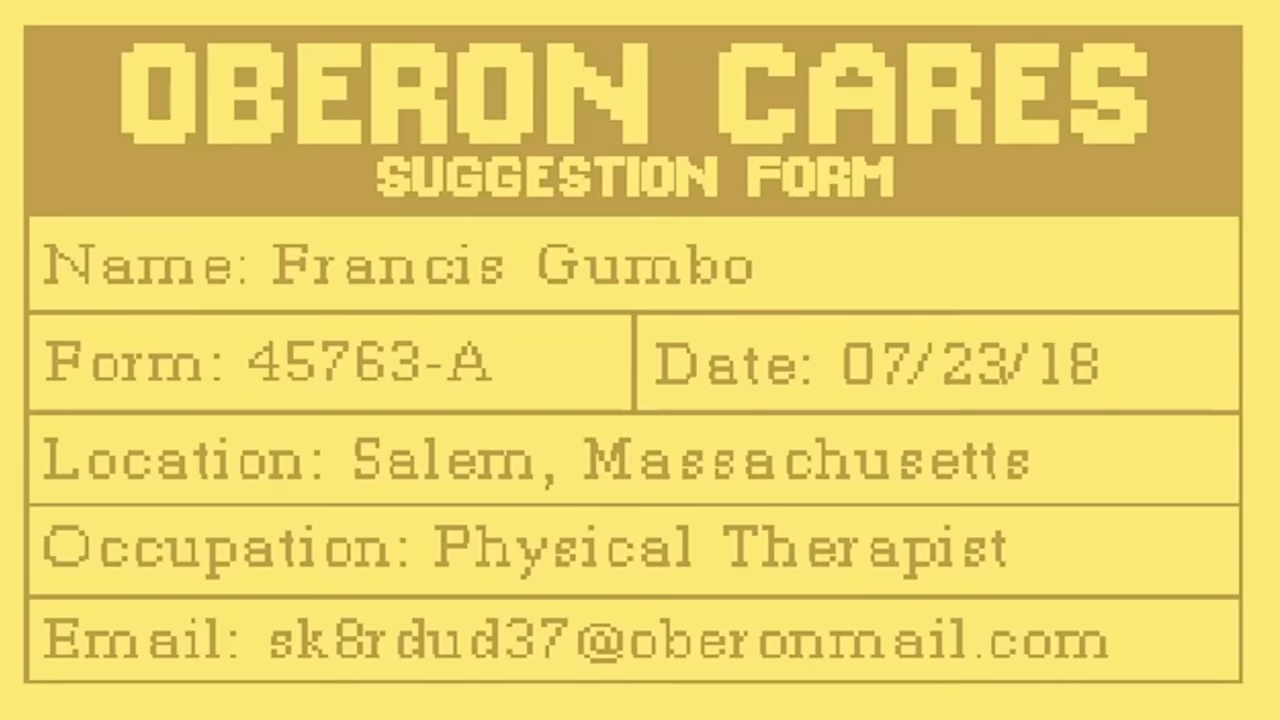 OBERON CARES
SUGGESTION FORM
Name: Francis Gumbo
Form: 45763-A
Date: 07/23/18
Location: Salem, Massachusetts
Occupation: Physical Therapist
Email: sk8rdud37@oberonmail.com